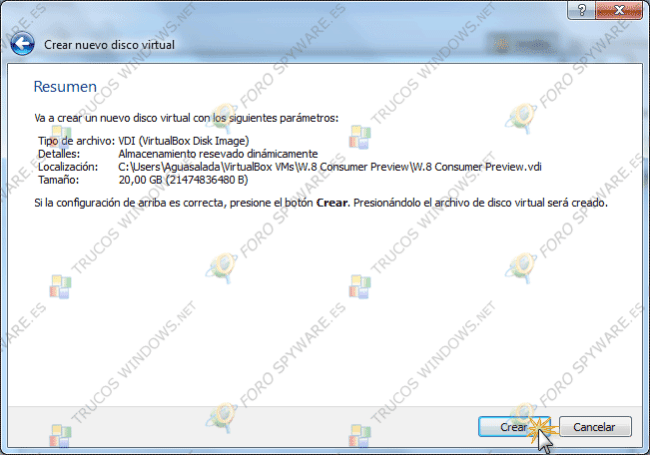 Crear nuevo disco virtual
Resumen
Va a crear un nuevo disco virtual con los siguientes parámetros:
Tipo de archivo: VDI (VirtualBox Disk Image)
Detalles: Almacenamiento resevado dinámicamente
Localización: C:\Users\Aguasalada\VirtualBox VMs\W.8 Consumer Preview\W.8 Consumer Preview.vdi
Tamaño: 20,00 GB (21474836480 B)
Si la configuración de arriba es correcta, presione el botón Crear. Presionándolo el archivo de disco virtual será creado.
Crear
Cancelar
TRUCOS WINDOWS.NET
FORO SPYWARE.ES